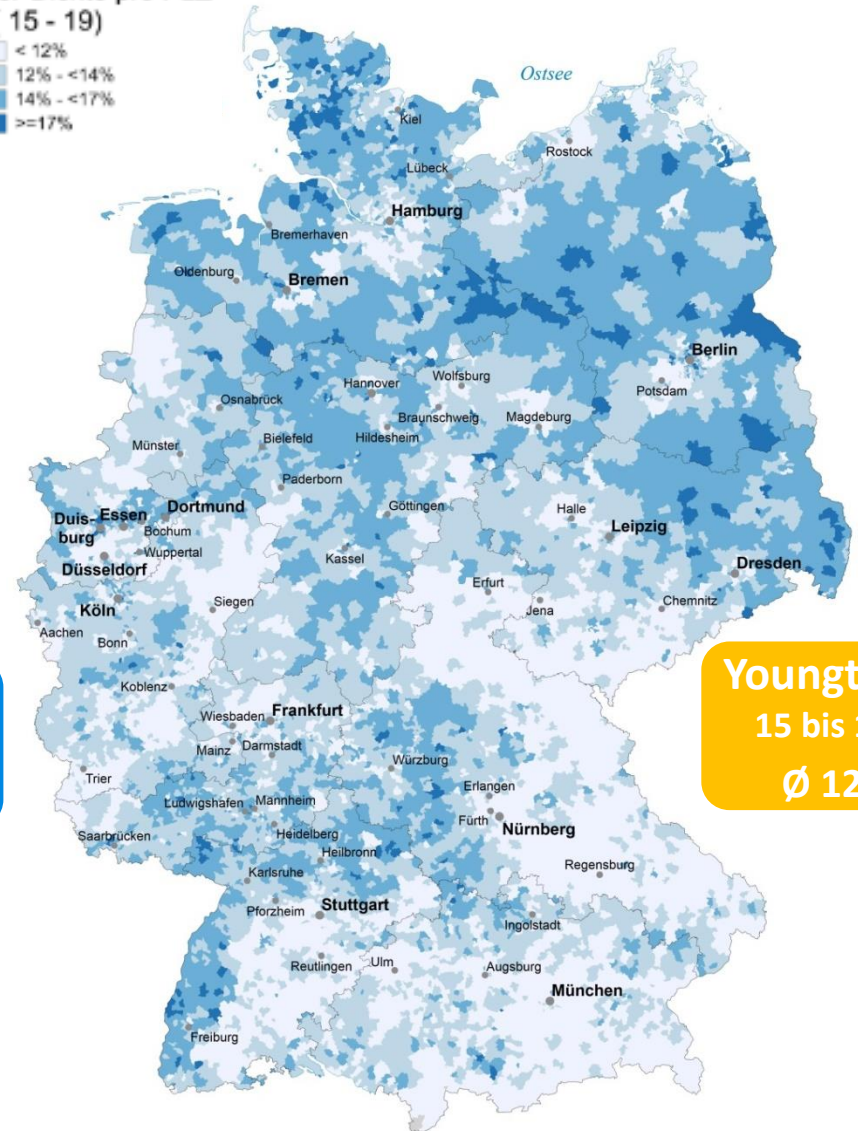 15 - 19)
< 12%
12% - <14%
14% - <17%
>=17%
Ostsee
Kiel
Rostock
Lübeck
Hamburg
Bremerhaven
Oldenburg
Bremen
Berlin
Wolfsburg
Hannover
Potsdam
Osnabrück
Braunschweig
Magdeburg
Hildesheim
Münster
Bielefeld
Paderborn
Göttingen
Halle
Dortmund
Essen
Duis-
burg
Bochum
Leipzig
Wuppertal
Kassel
Düsseldorf
Dresden
Erfurt
Köln
Siegen
Jena
Chemnitz
Aachen
Bonn
Koblenz
Youngt
15 bis
Ø 12
Wiesbaden
Frankfurt
Mainz
Darmstadt
Trier
Würzburg
Erlangen
Ludwigshafen
Mannheim
Fürth
Nürnberg
Saarbrücken
Heidelberg
Heilbronn
Regensburg
Karlsruhe
Pforzheim
Stuttgart
Ingolstadt
Reutlingen
Ulm
Augsburg
München
Freiburg